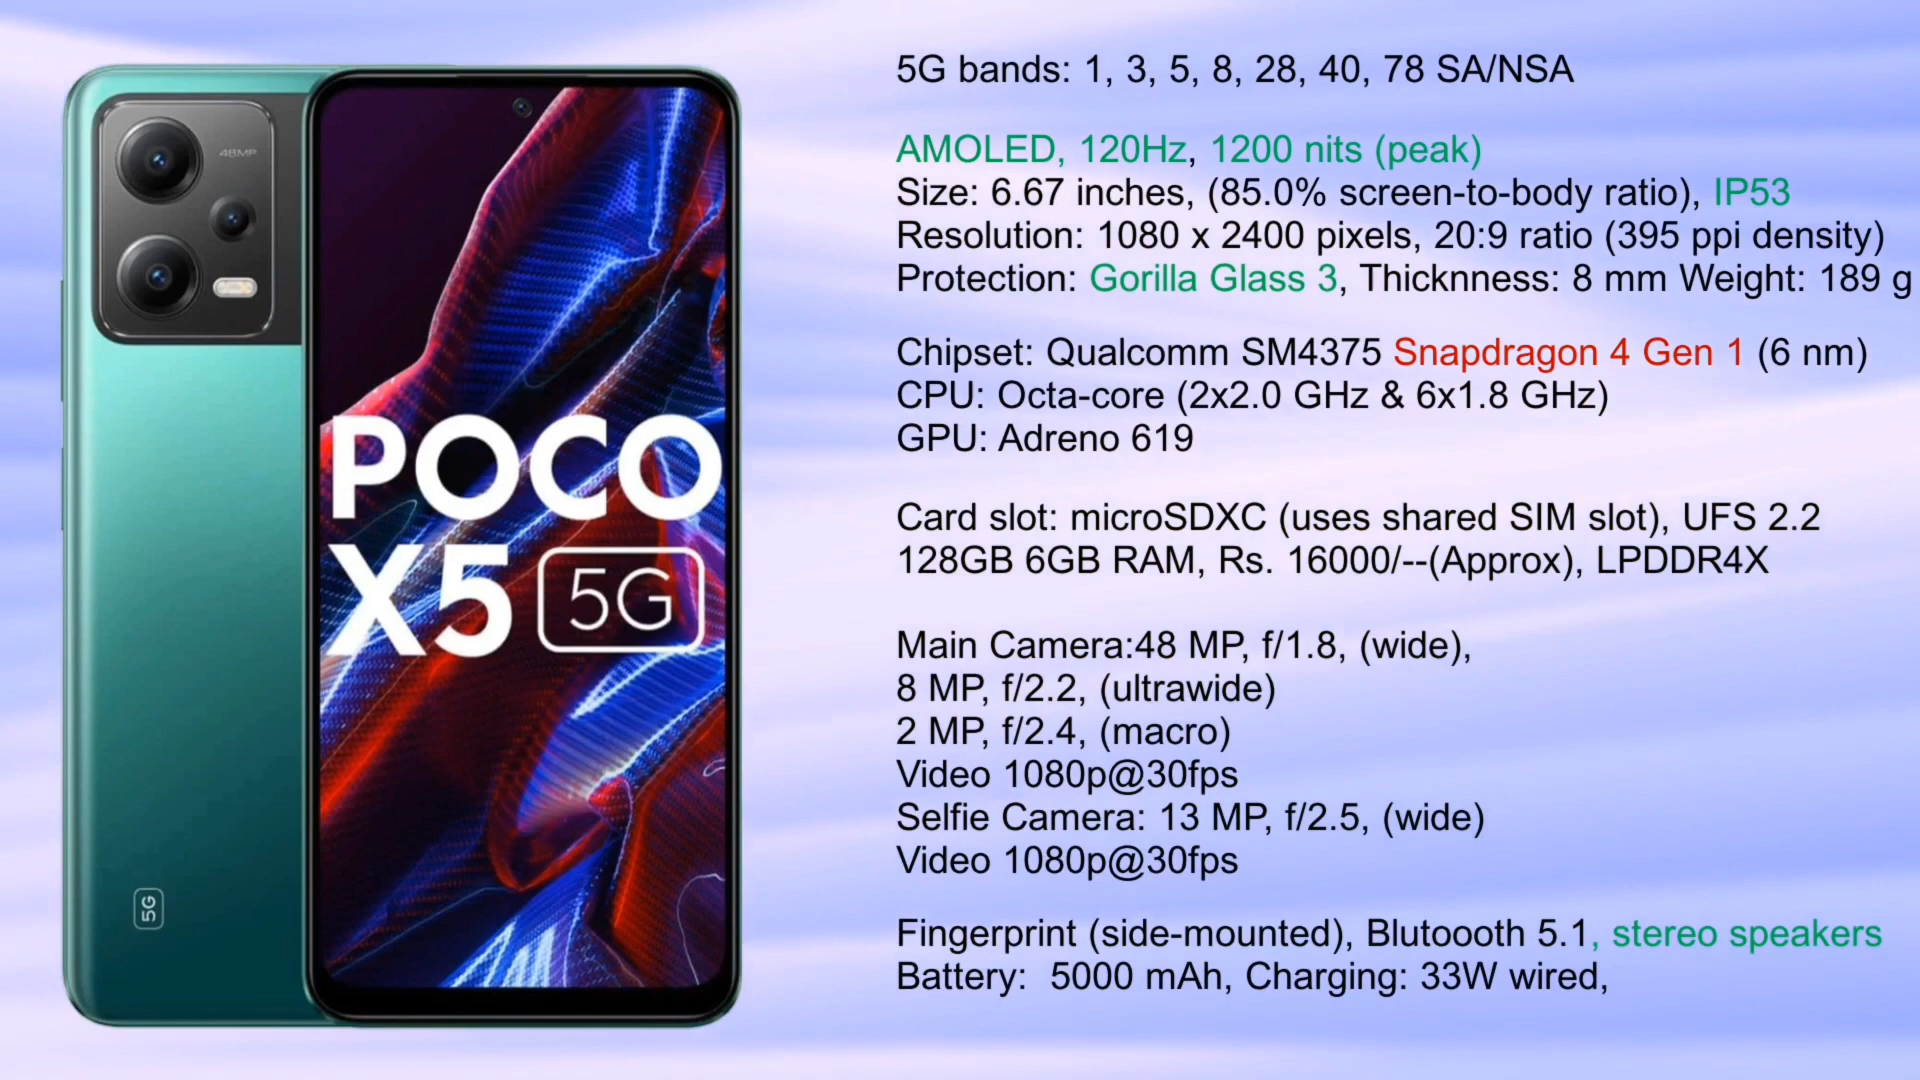 48MP
POCO
X5 5G
5G
5G bands: 1, 3, 5, 8, 28, 40, 78 SA/NSA
AMOLED, 120Hz, 1200 nits (peak)
Size: 6.67 inches, (85.0% screen-to-body ratio), IP53
Resolution: 1080 x 2400 pixels, 20:9 ratio (395 ppi density)
Protection: Gorilla Glass 3, Thicknness: 8 mm Weight: 189 g
Chipset: Qualcomm SM4375 Snapdragon 4 Gen 1 (6 nm)
CPU: Octa-core (2x2.0 GHz & 6x1.8 GHz)
GPU: Adreno 619
Card slot: microSDXC (uses shared SIM slot), UFS 2.2
128GB 6GB RAM, Rs. 16000/--(Approx), LPDDR4X
Main Camera:48 MP, f/1.8, (wide),
8 MP, f/2.2, (ultrawide)
2 MP, f/2.4, (macro)
Video 1080p@30fps
Selfie Camera: 13 MP, f/2.5, (wide)
Video 1080p@30fps
Fingerprint (side-mounted), Blutoooth 5.1, stereo speakers
Battery:  5000 mAh, Charging: 33W wired,